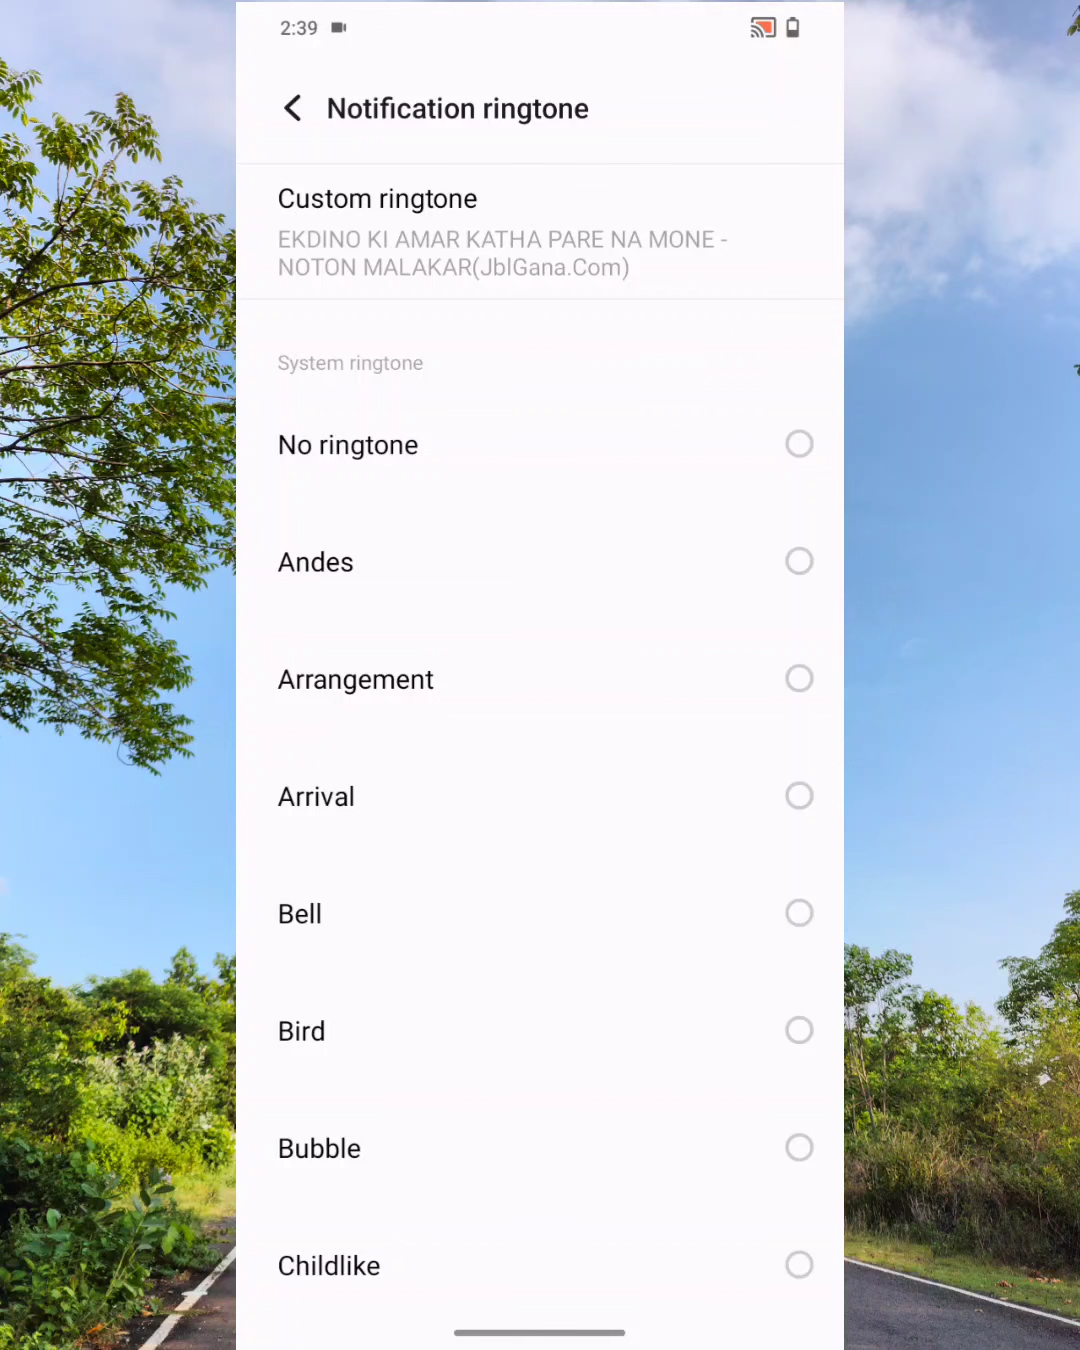 2:39
Notification ringtone
Custom ringtone
EKDINO KI AMAR KATHA PARE NA MONE -
NOTON MALAKAR(JblGana.Com)
System ringtone
No ringtone
Andes
Arrangement
Arrival
Bell
Bird
Bubble
Childlike